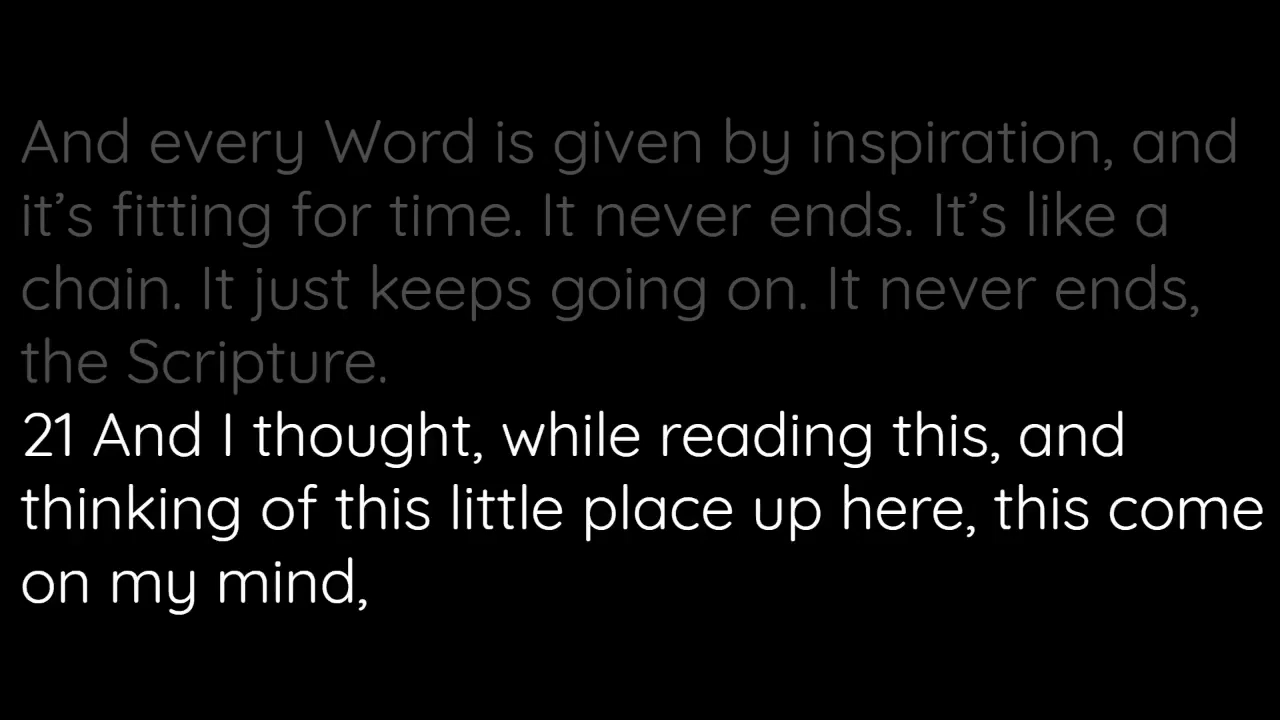 And every Word is given by inspiration, and
it’s fitting for time. It never ends. It’s like a
chain. It just keeps going on. It never ends,
the Scripture.
21 And I thought, while reading this, and
thinking of this little place up here, this come
on my mind,